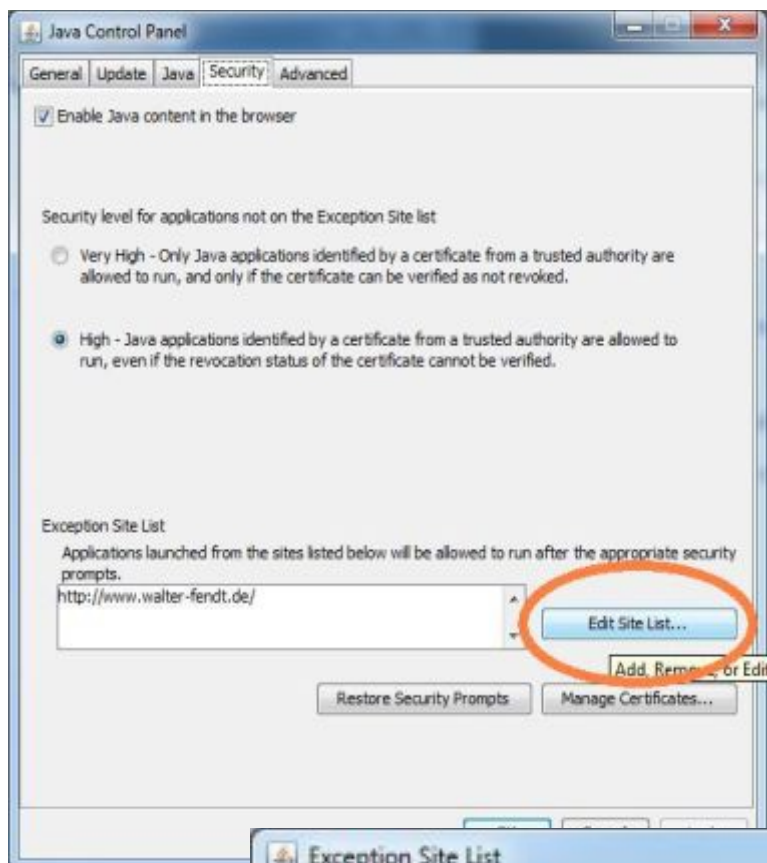 Java Control Panel
General Update Java Security Advanced
Enable Java content in the browser
Security level for applications not on the Exception Site list
Very High - Only Java applications identified by a certificate from a trusted authority are
allowed to run, and only if the certificate can be verified as not revoked.
High - Java applications identified by a certificate from a trusted authority are allowed to
run, even if the revocation status of the certificate cannot be verified.
Exception Site List
Applications launched from the sites listed below will be allowed to run after the appropriate security
prompts.
http://www.walter-fendt.de/
Edit Site List...
Add, Remove, or Edit
Restore Security Prompts
Manage Certificates...
Exception Site List